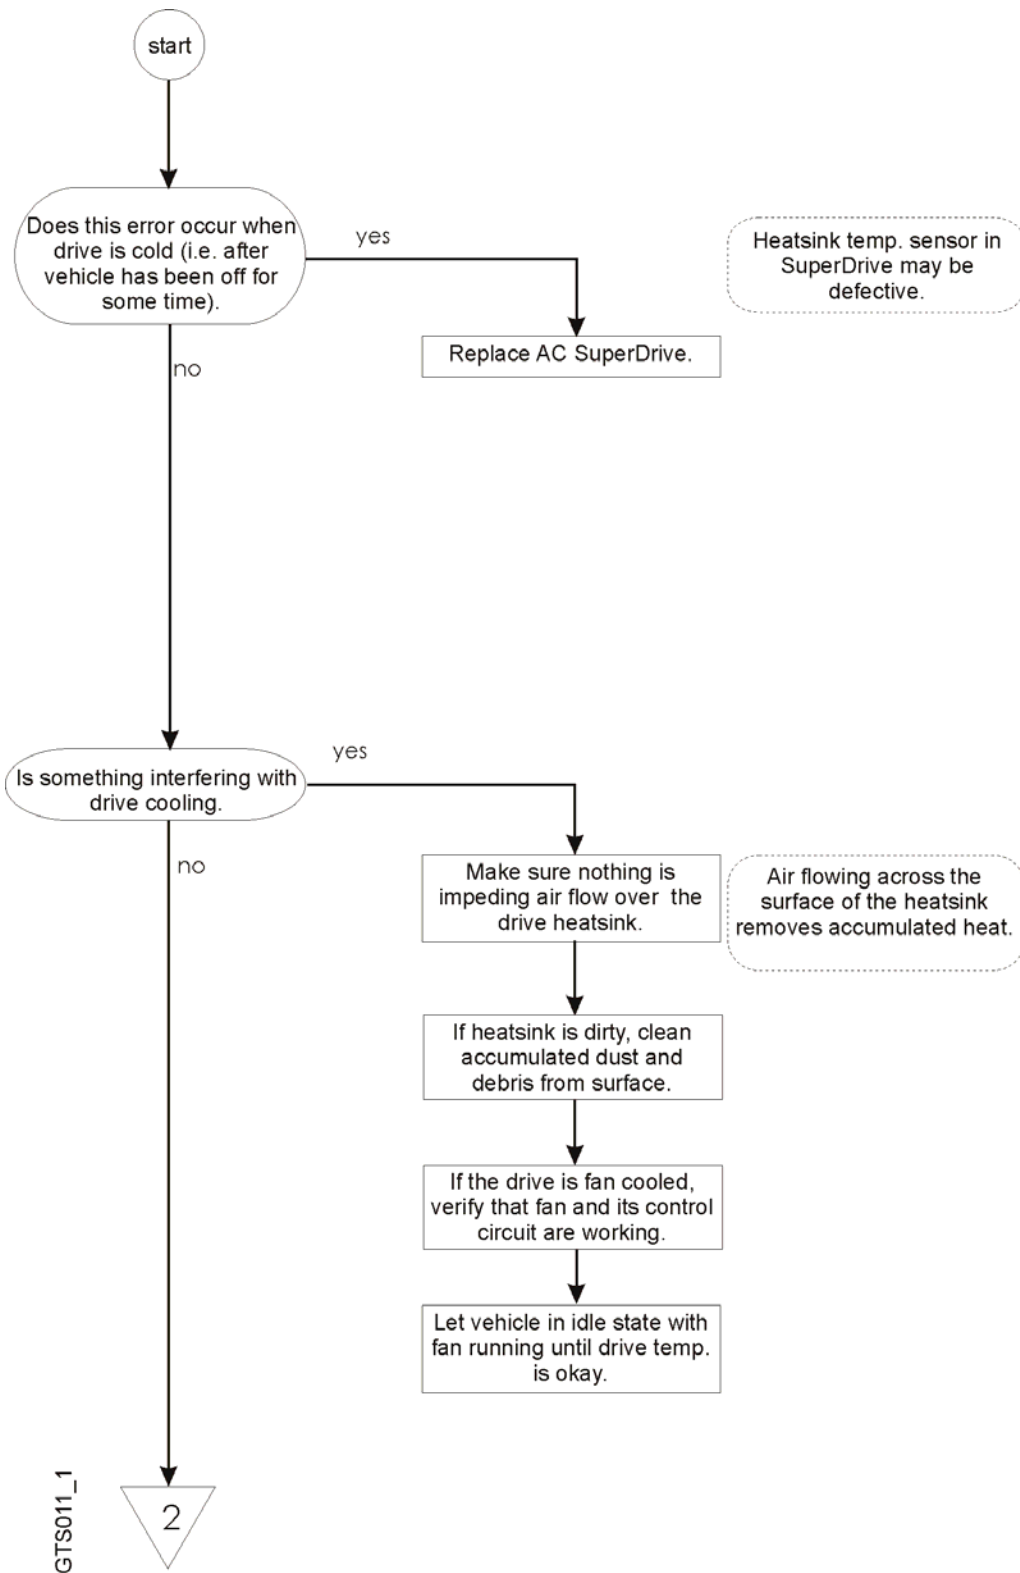 start
Does this error occur when
drive is cold (i.e. after
vehicle has been off for
some time).
yes
Heatsink temp. sensor in
SuperDrive may be
defective.
Replace AC SuperDrive.
no
Is something interfering with
drive cooling.
yes
no
Make sure nothing is
impeding air flow over the
drive heatsink.
Air flowing across the
surface of the heatsink
removes accumulated heat.
If heatsink is dirty, clean
accumulated dust and
debris from surface.
If the drive is fan cooled,
verify that fan and its control
circuit are working.
Let vehicle in idle state with
fan running until drive temp.
is okay.
GTS011_1
2